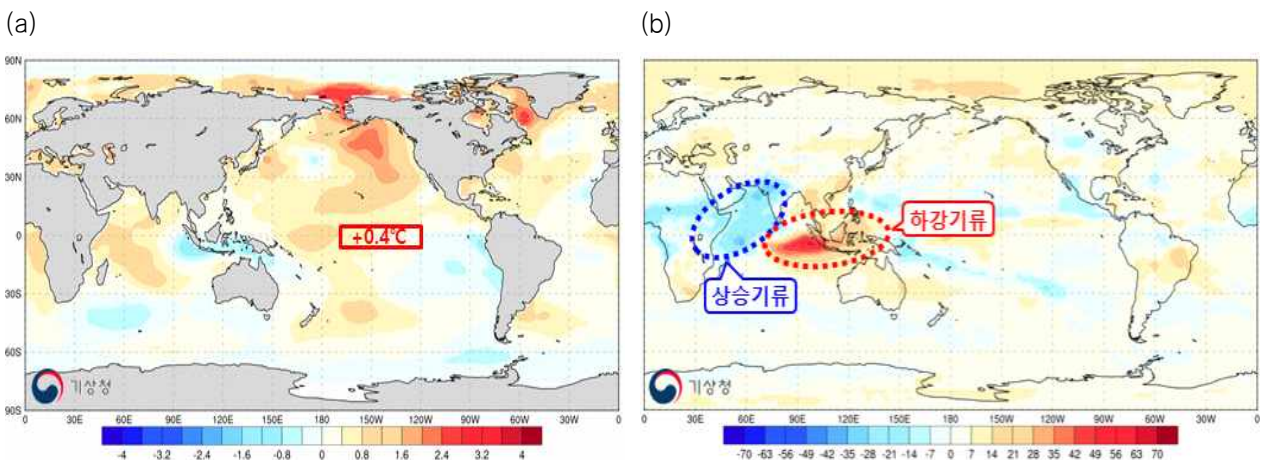 (a)
(b)
90N
60N
30N
0
30S
60S
90S
+0.4℃
하강기류
상승기류
기상청
기상청
0 30E 60E 90E 120E 150E 180 150W 120W 90W 60W 30W 0
0 30E 60E 90E 120E 150E 180 150W 120W 90W 60W 30W 0
-4 -3.2 -2.4 -1.6 -0.8 0 0.8 1.6 2.4 3.2 4
-70 -63 -56 -49 -42 -35 -28 -21 -14 -7 0 7 14 21 28 35 42 49 56 63 70